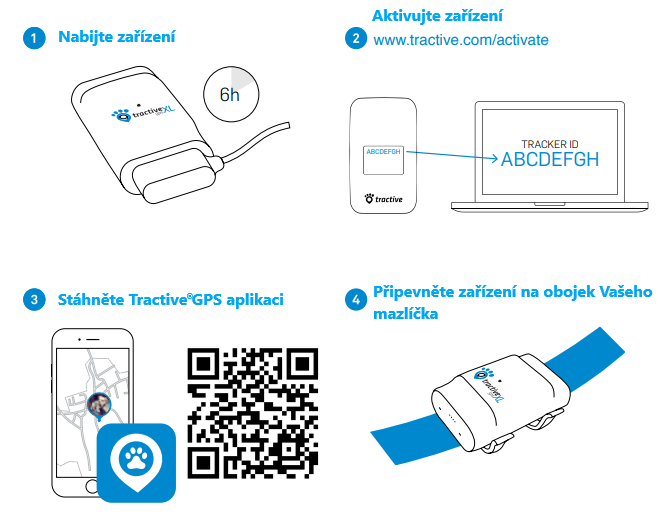 1 Nabijte zařízení
6h
tractive XL
2 Aktivujte zařízení
www.tractive.com/activate
ABCDEFGH
tractive
TRACKER ID
ABCDEFGH
3 Stáhněte Tractive®GPS aplikaci
4 Připevněte zařízení na obojek Vašeho
mazlíčka
tractive XL